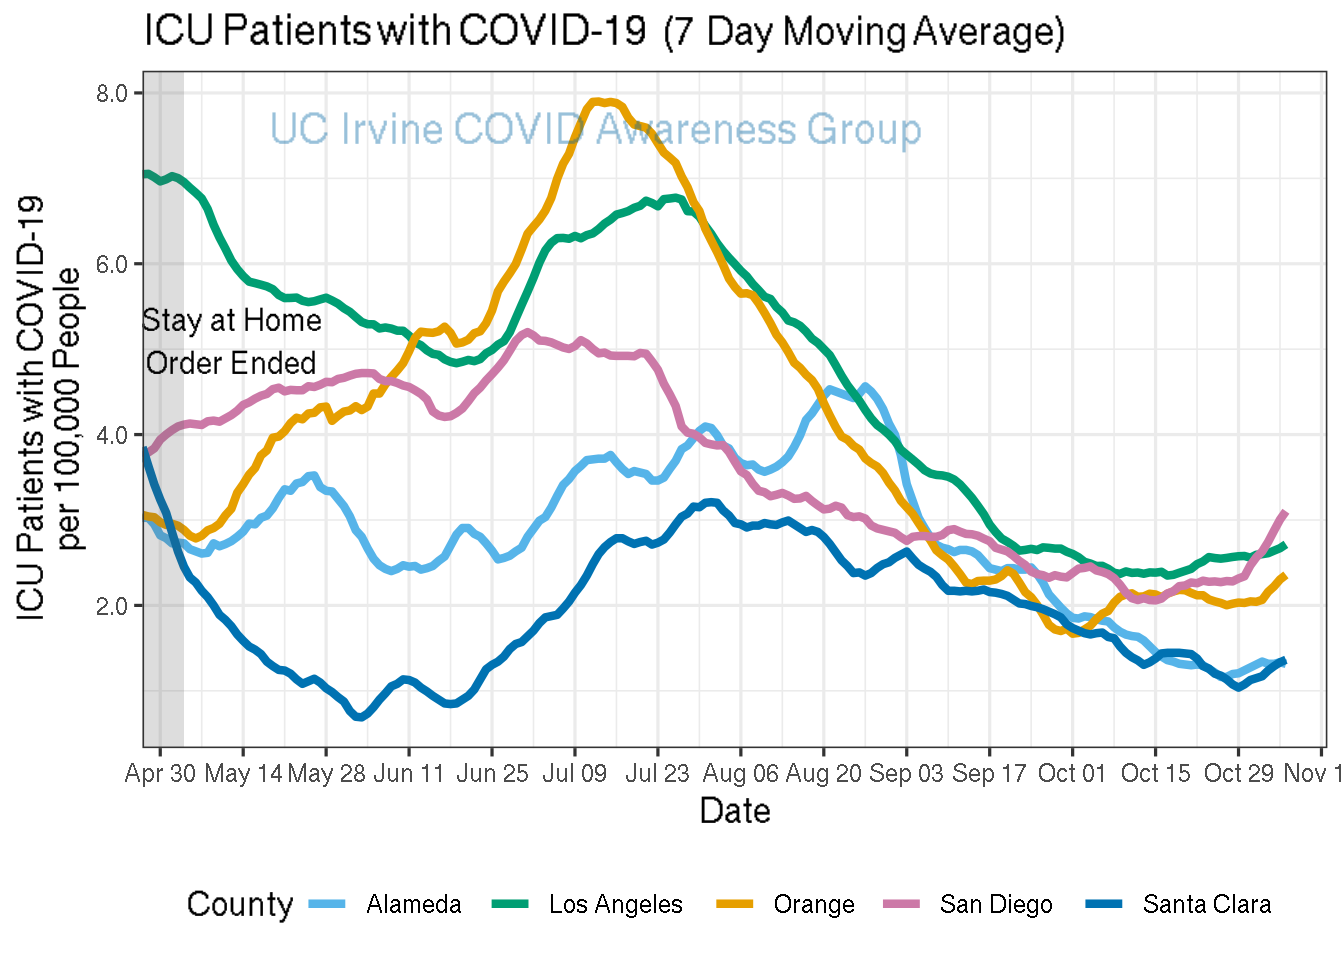 ICU Patients with COVID-19 (7 Day Moving Average)
UC Irvine COVID Awareness Group
ICU Patients with COVID-19
per 100,000 People
8.0
6.0
4.0
2.0
Stay at Home
Order Ended
Apr 30 May 14 May 28 Jun 11 Jun 25 Jul 09 Jul 23 Aug 06 Aug 20 Sep 03 Sep 17 Oct 01 Oct 15 Oct 29 Nov 1
Date
County Alameda Los Angeles Orange San Diego Santa Clara